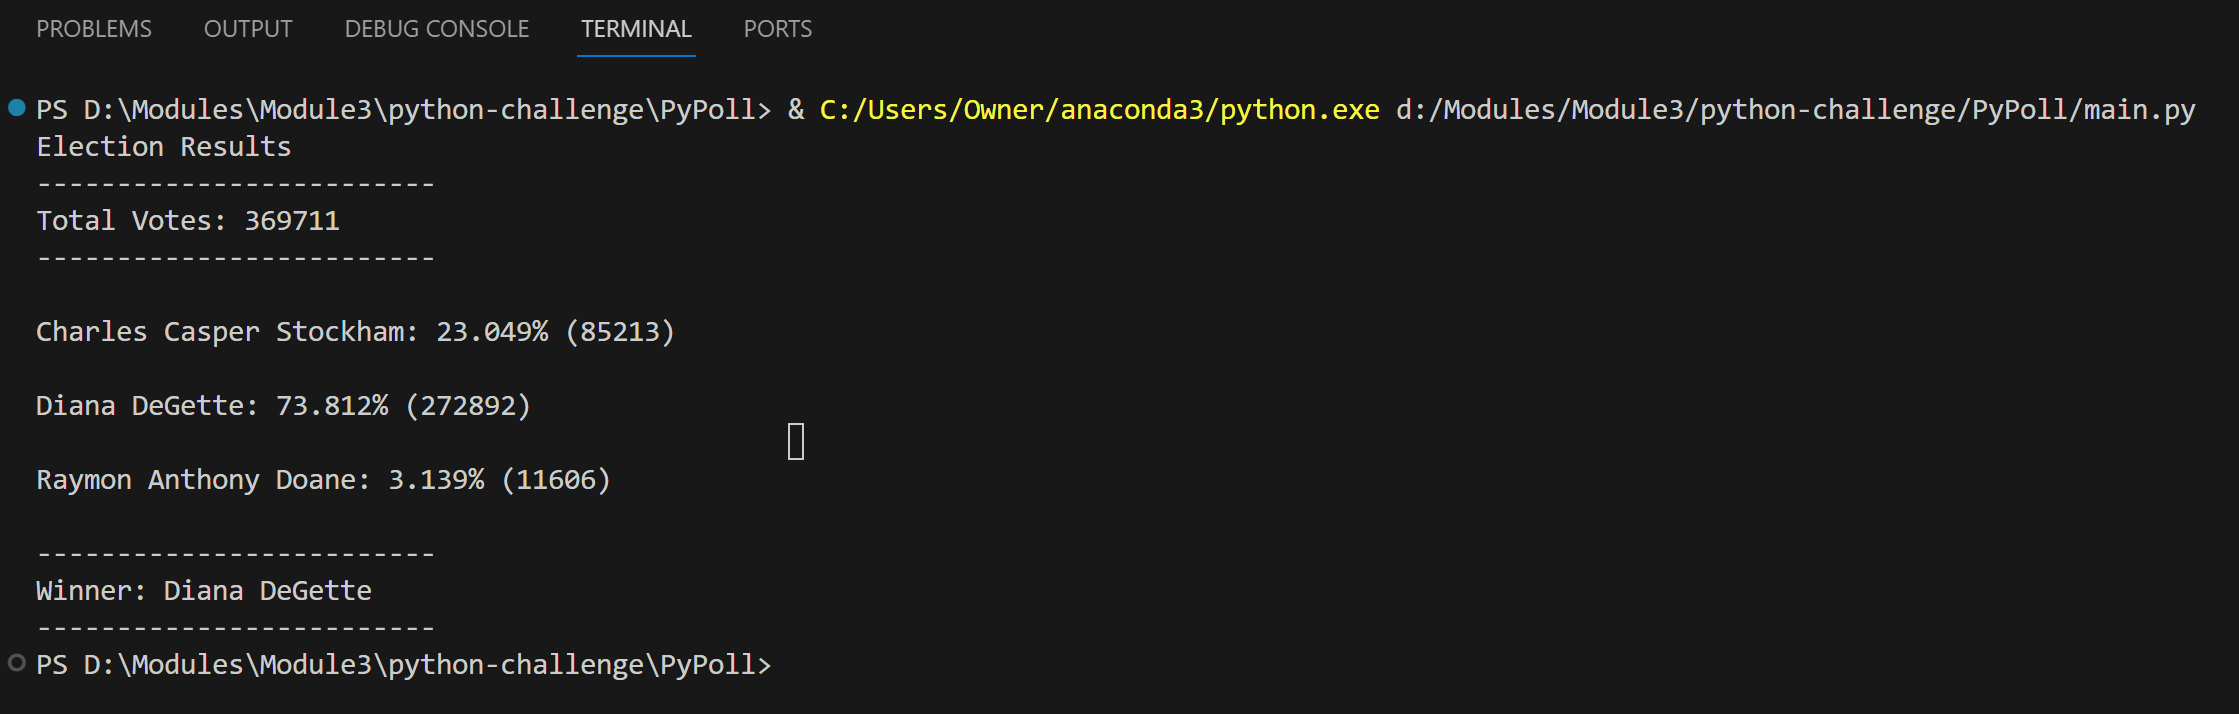 PROBLEMS OUTPUT DEBUG CONSOLE TERMINAL PORTS
PS D:\Modules\Module3\python-challenge\PyPoll> & C:/Users/Owner/anaconda3/python.exe d:/Modules/Module3/python-challenge/PyPoll/main.py
Election Results
-------------------------
Total Votes: 369711
-------------------------
Charles Casper Stockham: 23.049% (85213)
Diana DeGette: 73.812% (272892)
Raymon Anthony Doane: 3.139% (11606)
-------------------------
Winner: Diana DeGette
-------------------------
PS D:\Modules\Module3\python-challenge\PyPoll>